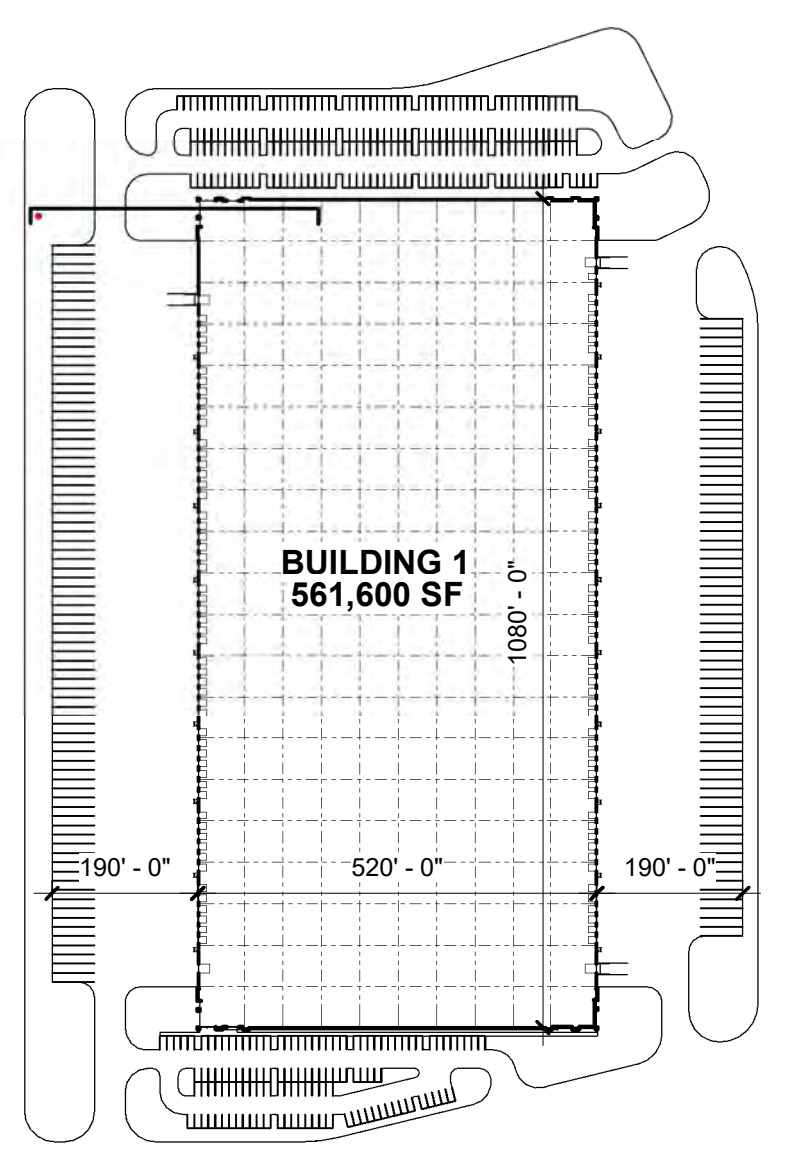 BUILDING 1
561,600 SF
1080' - 0"
190' - 0"
520' - 0"
190' - 0"